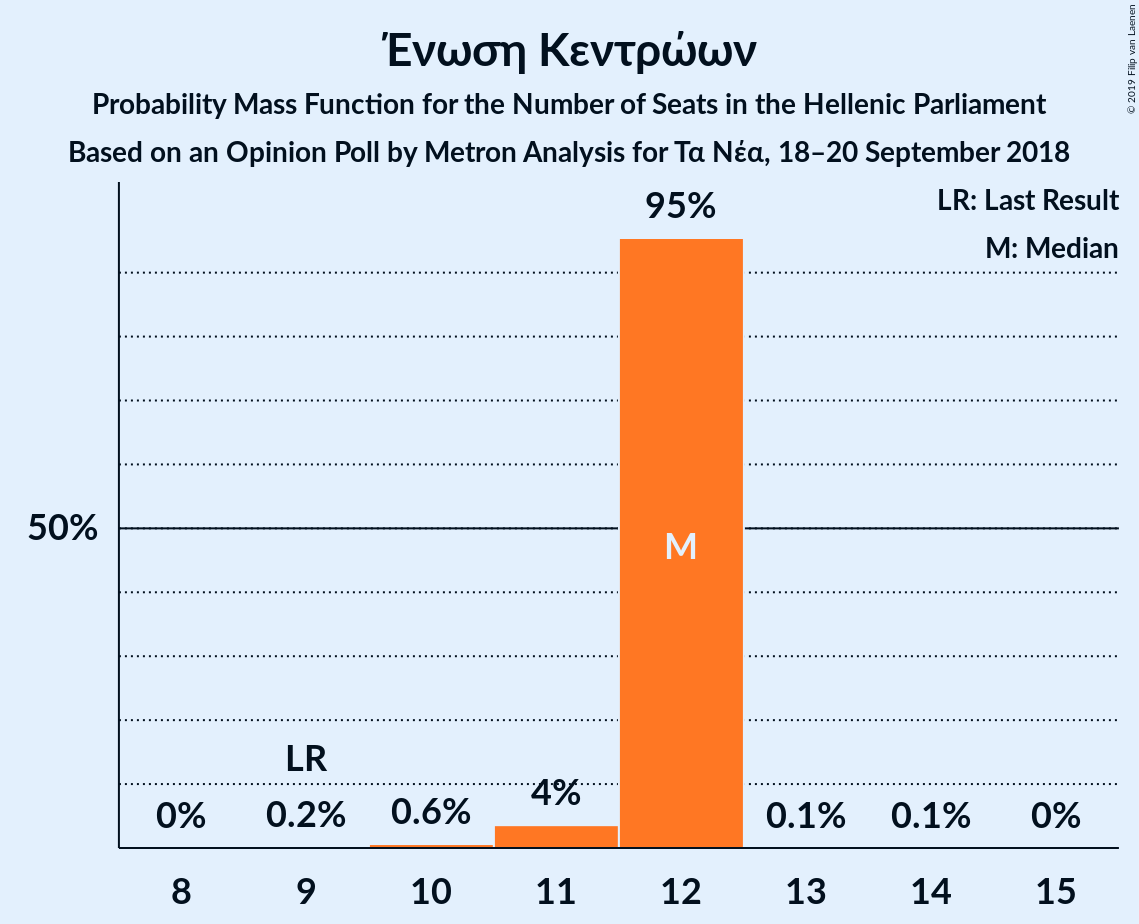 Ένωση Κεντρώων
Probability Mass Function for the Number of Seats in the Hellenic Parliament
Based on an Opinion Poll by Metron Analysis for Τα Νέα, 18–20 September 2018
© 2019 Filip van Laenen
LR: Last Result
M: Median
95%
50%
M
LR
0% 0.2% 0.6% 4% 0.1% 0.1% 0%
8 9 10 11 12 13 14 15